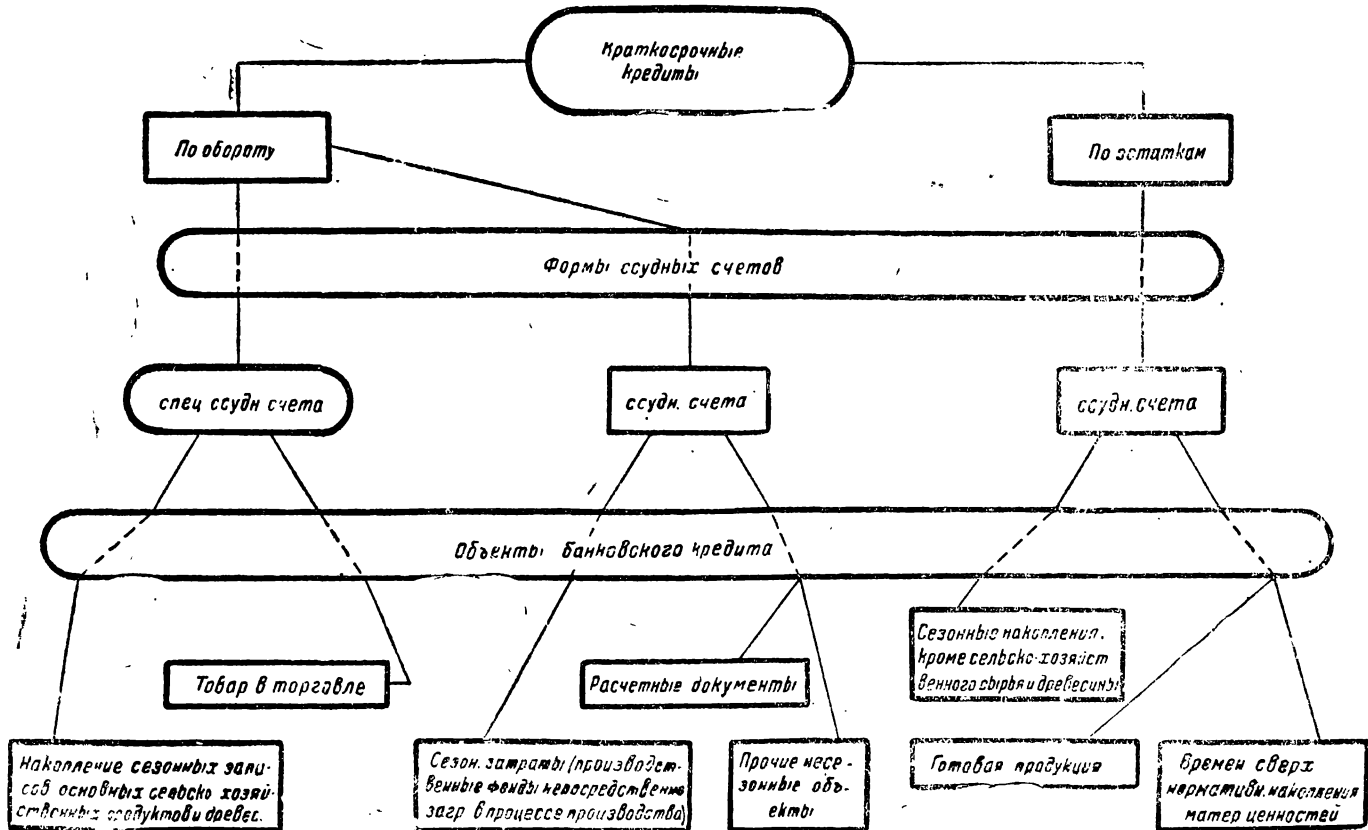 Краткосрочные
кредиты
По обороту
По остаткам
Формы ссудных счетов
спец ссудн счета
ссудн. счета
ссудн. счета
Объекты банковского кредита
Сезонные накопления.
кроме сельско-хозяйст
венного сырья и древесины
Товар в торговле
Расчетные документы
Накопление сезонных запа-
сов основных сельско хозяй-
ственных продуктов и древес.
Сезон. затраты (производст-
венные фонды непосредственно
загр в процессе производства)
Прочие несе-
зонные объ-
екты
Готовая продукция
Времен сверх
нормативн. накопления
матер ценностей